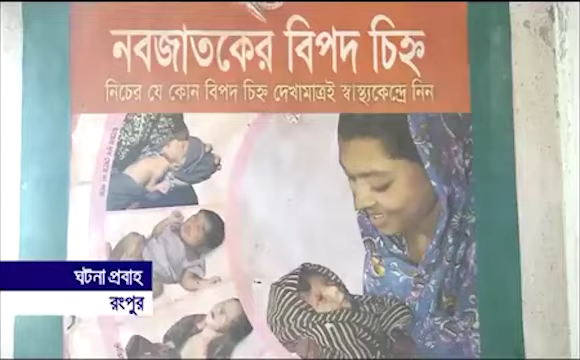 নবজাতকের বিপদ চিহ্ন
নিচের যে কোন বিপদ চিহ্ন দেখামাত্রই স্বাস্থ্যকেন্দ্রে নিন
ঘটনা প্রবাহ
রংপুর